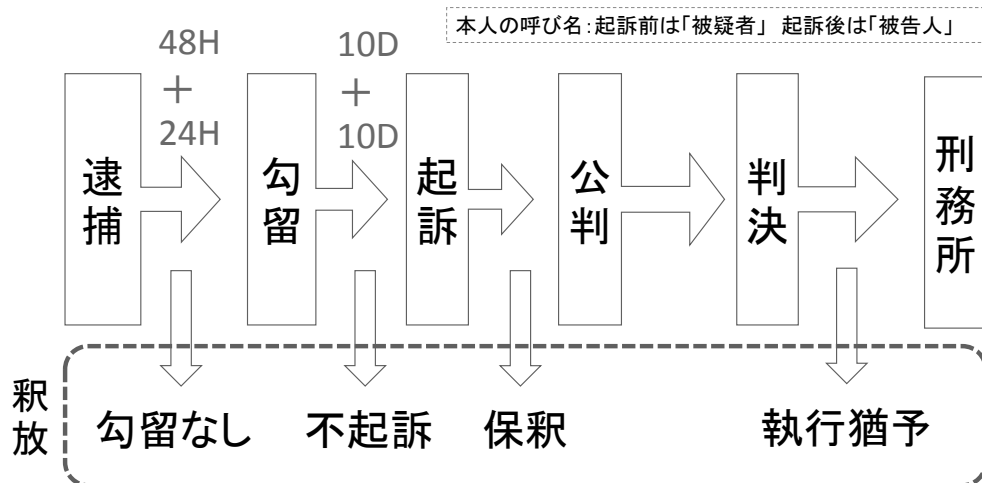 本人の呼び名：起訴前は「被疑者」 起訴後は「被告人」
48H
＋
24H
10D
＋
10D
逮捕
勾留
起訴
公判
判決
刑務所
釈放
勾留なし
不起訴
保釈
執行猶予